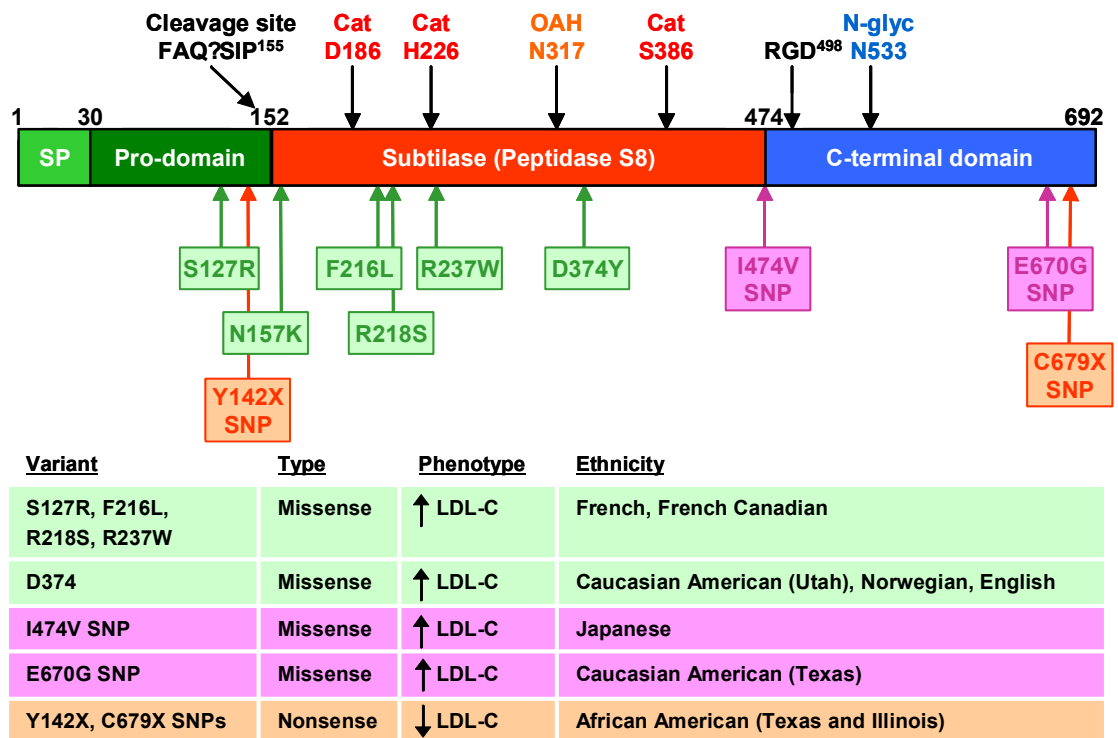 Cleavage site
FAQ?SIP155
Cat
D186
Cat
H226
OAH
N317
Cat
S386
RGD498
N-glyc
N533
1 30 152 474 692
SP Pro-domain Subtilase (Peptidase S8) C-terminal domain
S127R F216L R237W D374Y
I474V
SNP
E670G
SNP
N157K R218S
Y142X
SNP
C679X
SNP
Variant Type Phenotype Ethnicity
S127R, F216L,
R218S, R237W
Missense ↑ LDL-C French, French Canadian
D374 Missense ↑ LDL-C Caucasian American (Utah), Norwegian, English
I474V SNP Missense ↑ LDL-C Japanese
E670G SNP Missense ↑ LDL-C Caucasian American (Texas)
Y142X, C679X SNPs Nonsense ↓ LDL-C African American (Texas and Illinois)